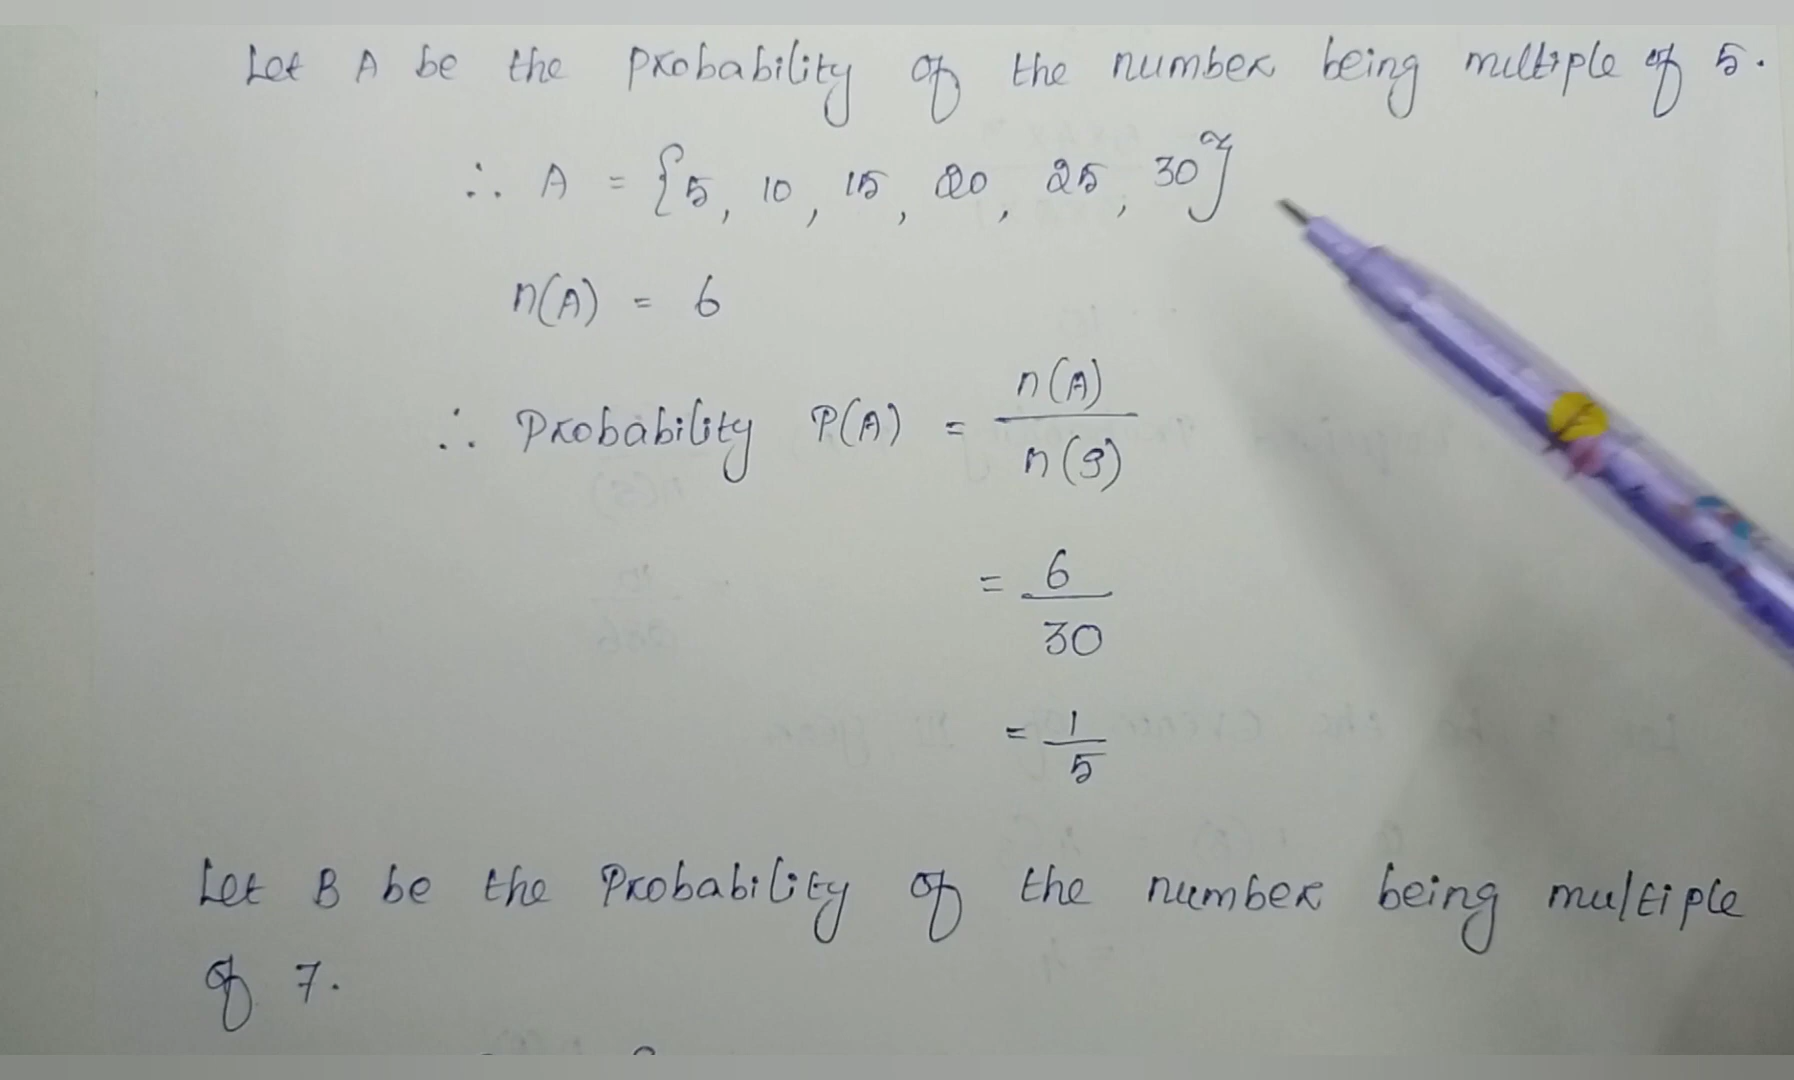 Let A be the probability of the number being multiple of 5.
∴ A = {5, 10, 15, 20, 25, 30}
n(A) = 6
∴ Probability P(A) = n(A)/n(S)
= 6/30
= 1/5
Let B be the Probability of the number being multiple
of 7.